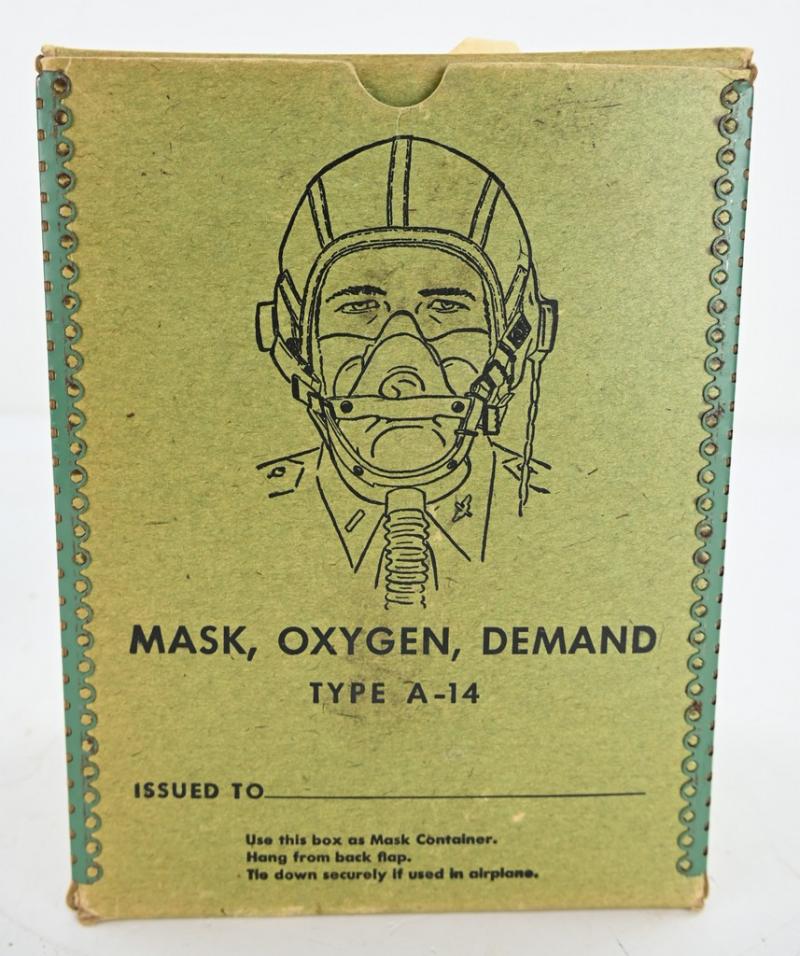 MASK, OXYGEN, DEMAND
TYPE A-14
ISSUED TO
Use this box as Mask Container.
Hang from back flap.
Tie down securely if used in airplane.